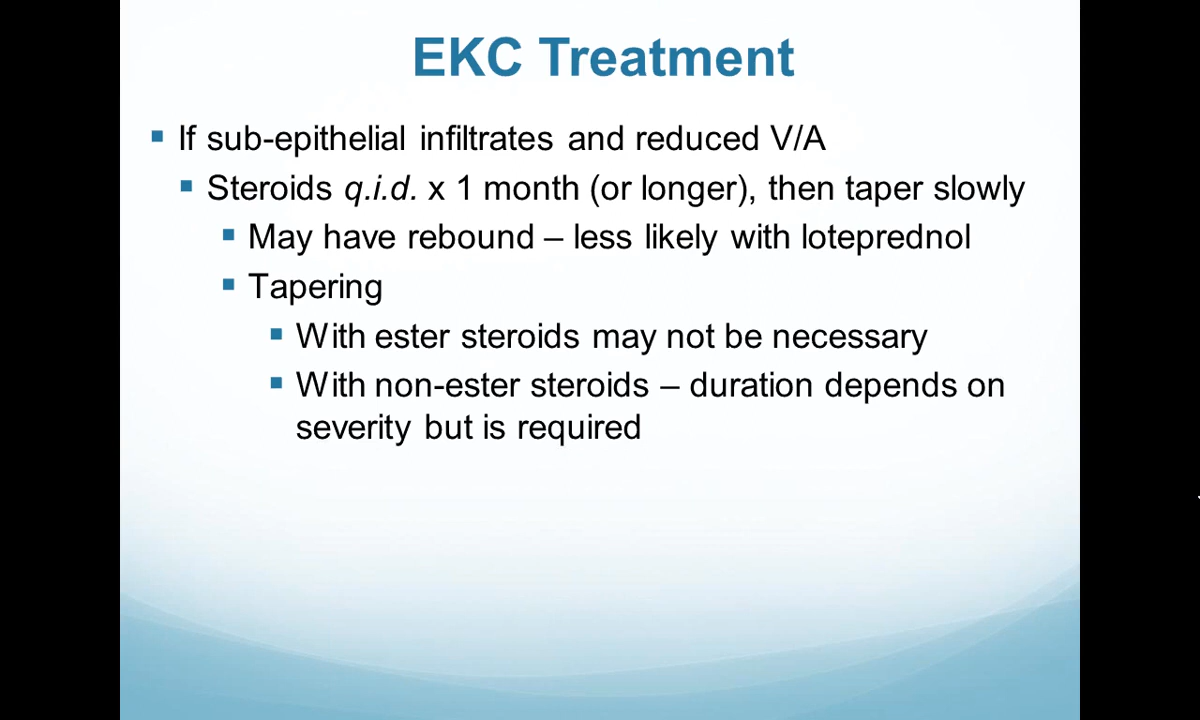 EKC Treatment
If sub-epithelial infiltrates and reduced V/A
Steroids q.i.d. x 1 month (or longer), then taper slowly
May have rebound – less likely with loteprednol
Tapering
With ester steroids may not be necessary
With non-ester steroids – duration depends on
severity but is required